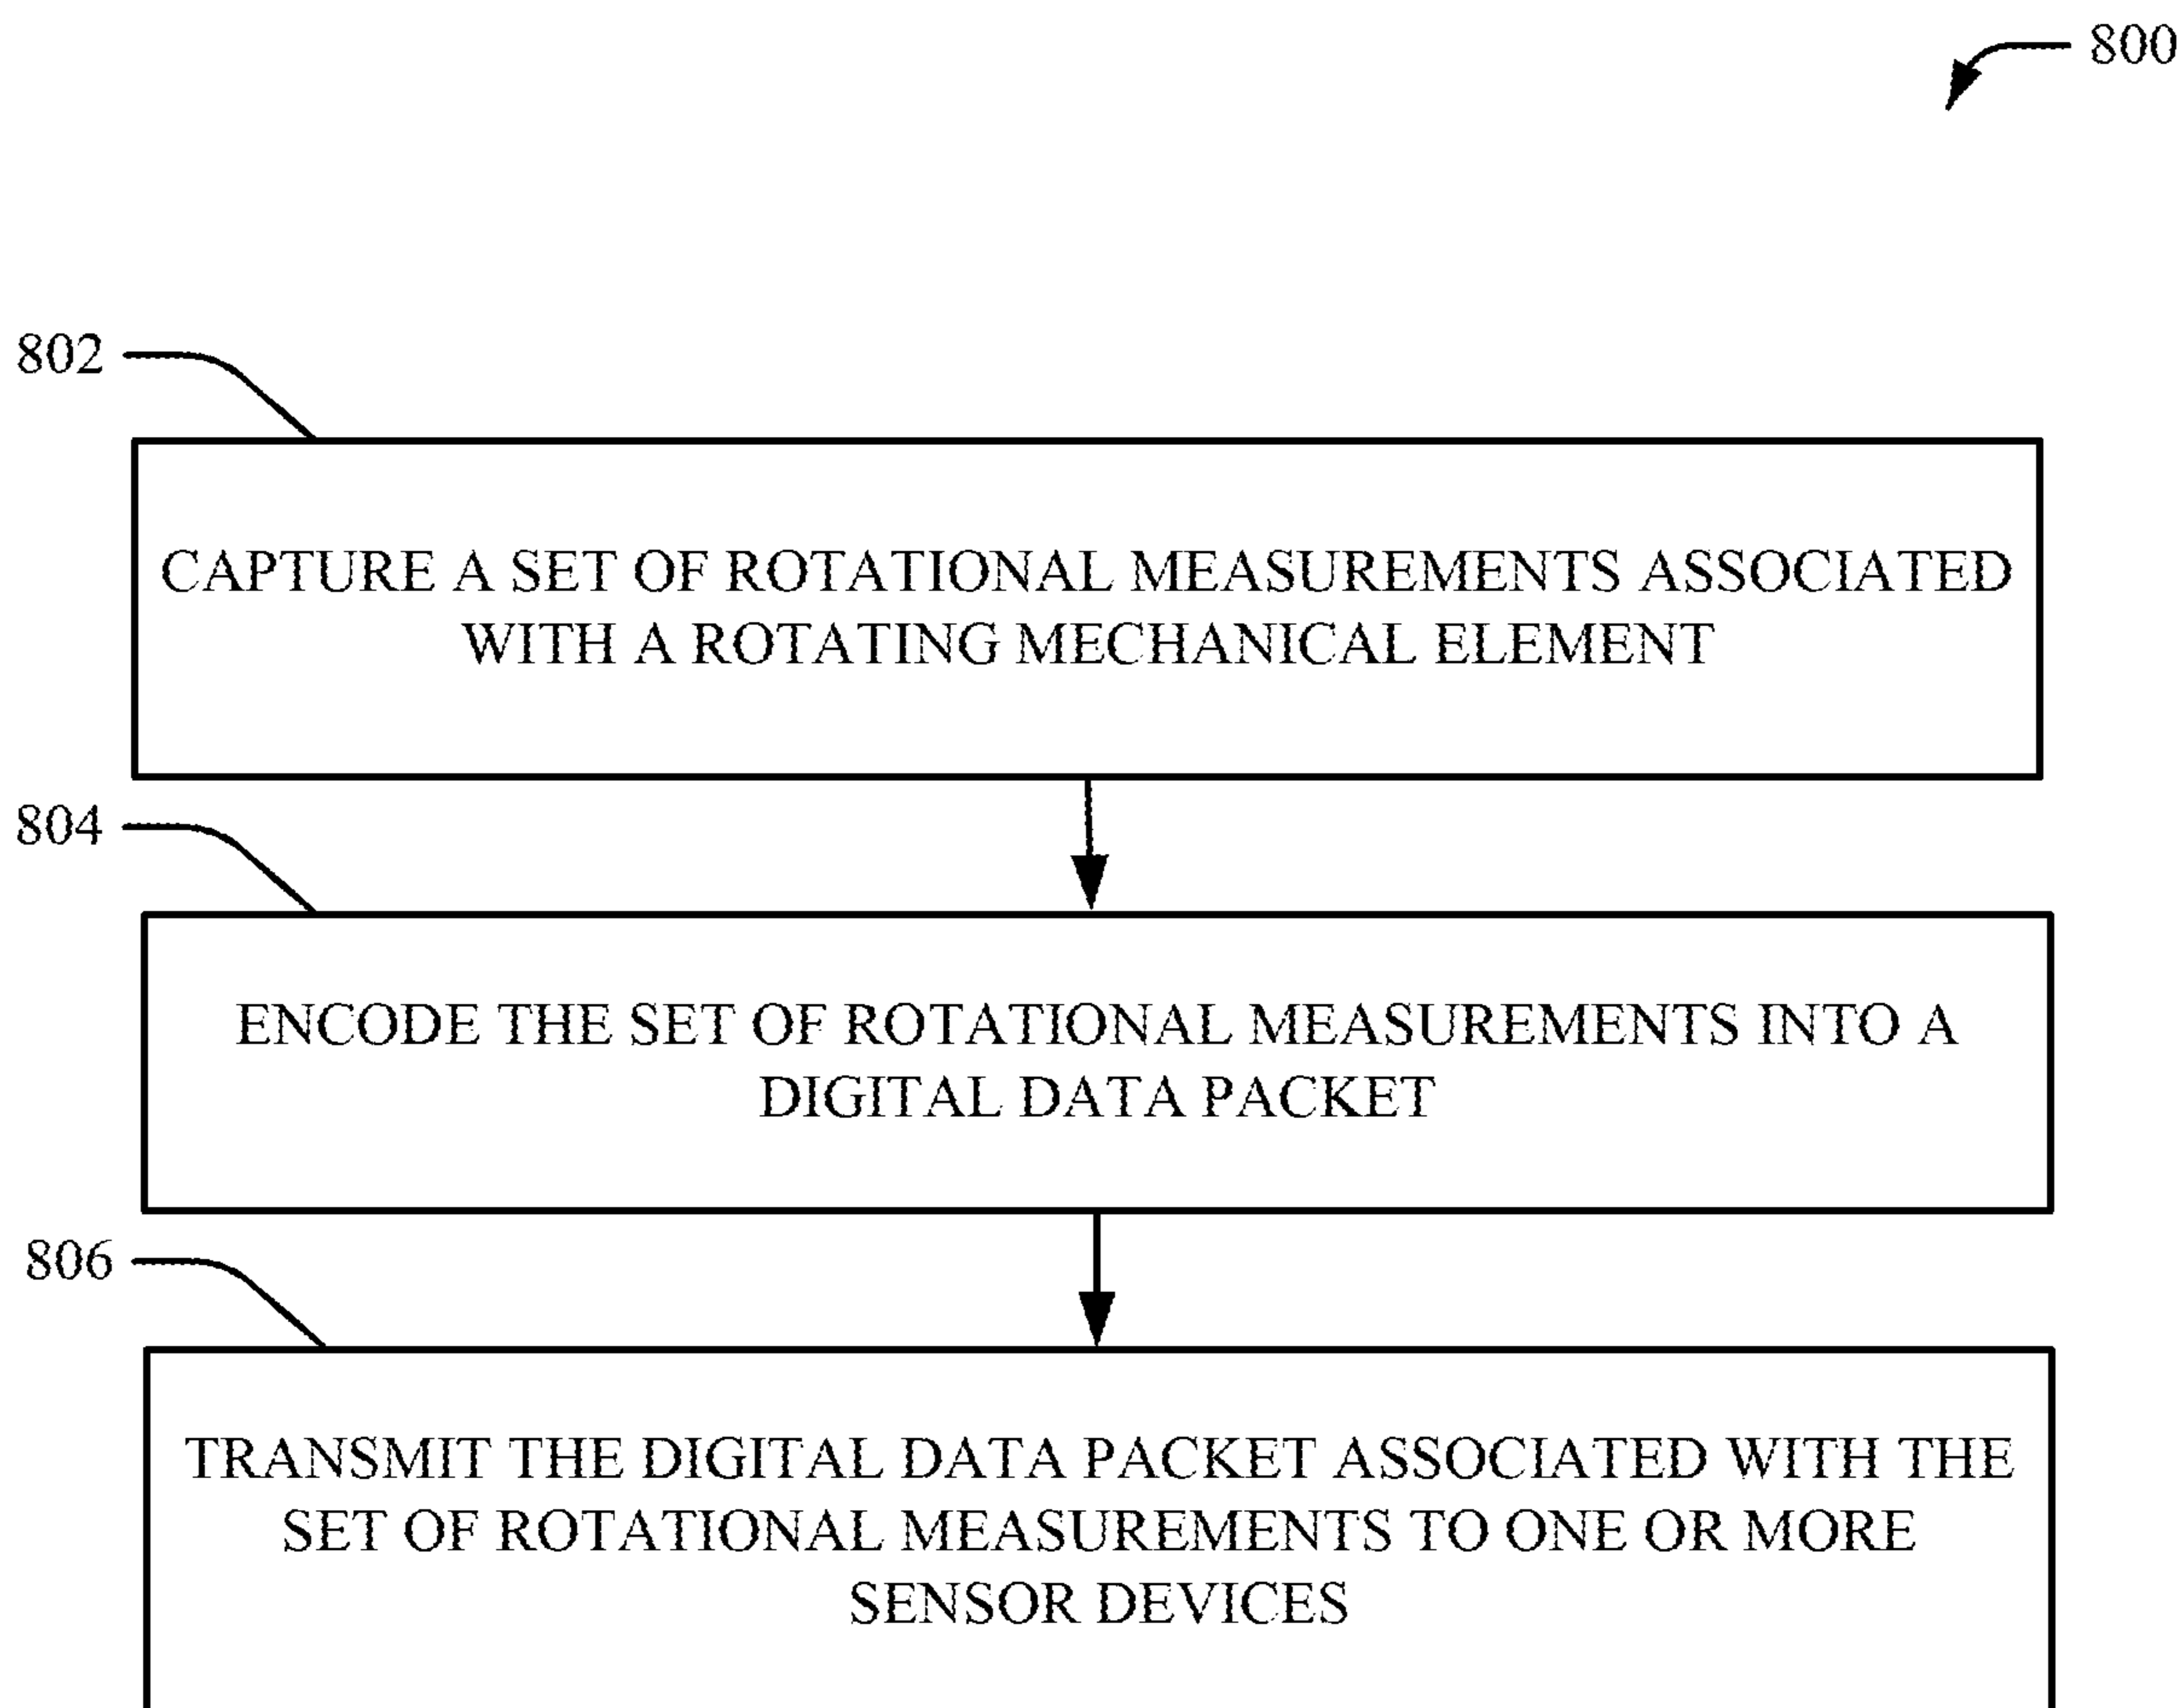 800
802
CAPTURE A SET OF ROTATIONAL MEASUREMENTS ASSOCIATED
WITH A ROTATING MECHANICAL ELEMENT
804
ENCODE THE SET OF ROTATIONAL MEASUREMENTS INTO A
DIGITAL DATA PACKET
806
TRANSMIT THE DIGITAL DATA PACKET ASSOCIATED WITH THE
SET OF ROTATIONAL MEASUREMENTS TO ONE OR MORE
SENSOR DEVICES